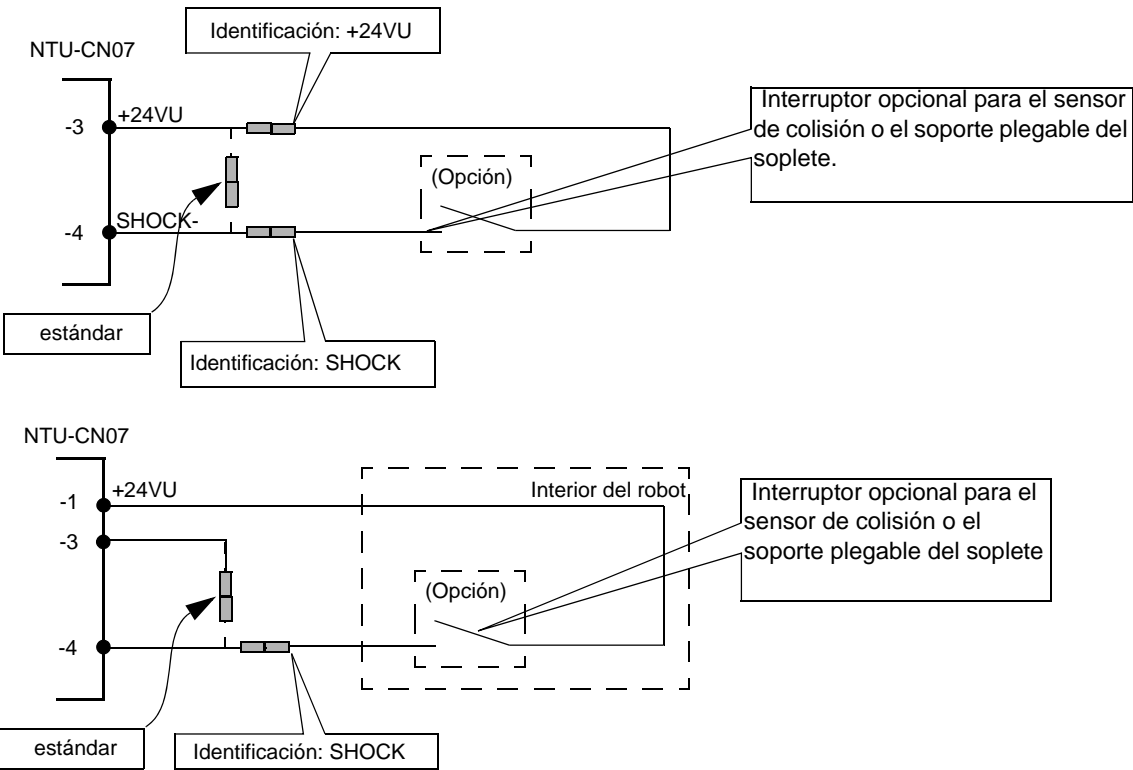 Identificación: +24VU
NTU-CN07
-3
+24VU
Interruptor opcional para el sensor
de colisión o el soporte plegable del
soplete.
(Opción)
-4
SHOCK-
estándar
Identificación: SHOCK
NTU-CN07
-1
+24VU
Interior del robot
Interruptor opcional para el
sensor de colisión o el
soporte plegable del soplete
-3
(Opción)
-4
estándar
Identificación: SHOCK